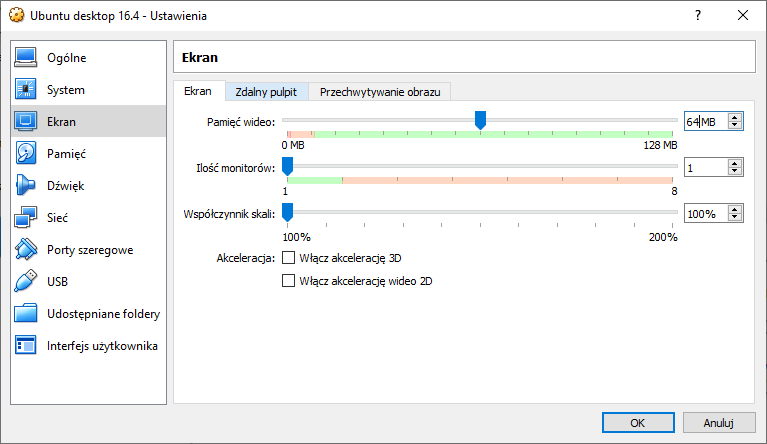 Ubuntu desktop 16.4 - Ustawienia
?
Ogólne
System
Ekran
Pamięć
Dźwięk
Sieć
Porty szeregowe
USB
Udostępniane foldery
Interfejs użytkownika
Ekran
Ekran Zdalny pulpit Przechwytywanie obrazu
Pamięć wideo: 64 MB
0 MB 128 MB
Ilość monitorów: 1
1 8
Współczynnik skali: 100%
100% 200%
Akceleracja: Włącz akcelerację 3D
Włącz akcelerację wideo 2D
OK Anuluj